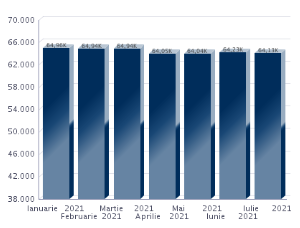 70.000
66.000
62.000
58.000
54.000
50.000
46.000
42.000
38.000
64,96K
64,94K
64,94K
64,05K
64,04K
64,23K
64,14K
Ianuarie 2021 Martie 2021 Mai 2021 Iulie 2021
Februarie 2021 Aprilie 2021 Iunie 2021